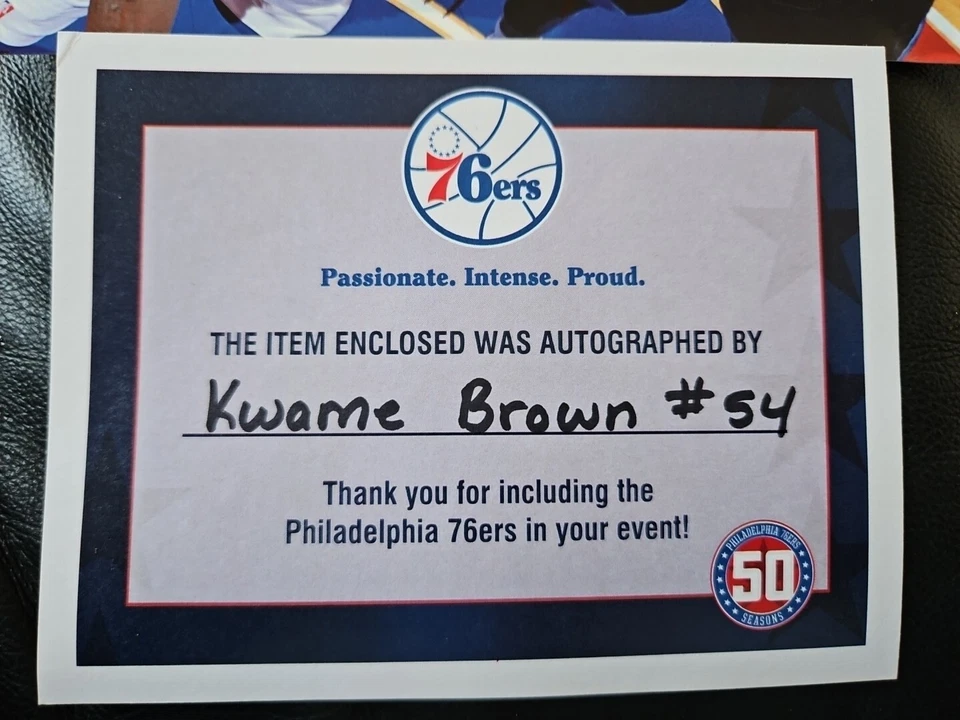 76ers
Passionate. Intense. Proud.
THE ITEM ENCLOSED WAS AUTOGRAPHED BY
Kwame Brown #54
Thank you for including the
Philadelphia 76ers in your event!
PHILADELPHIA 76ERS
50
SEASONS